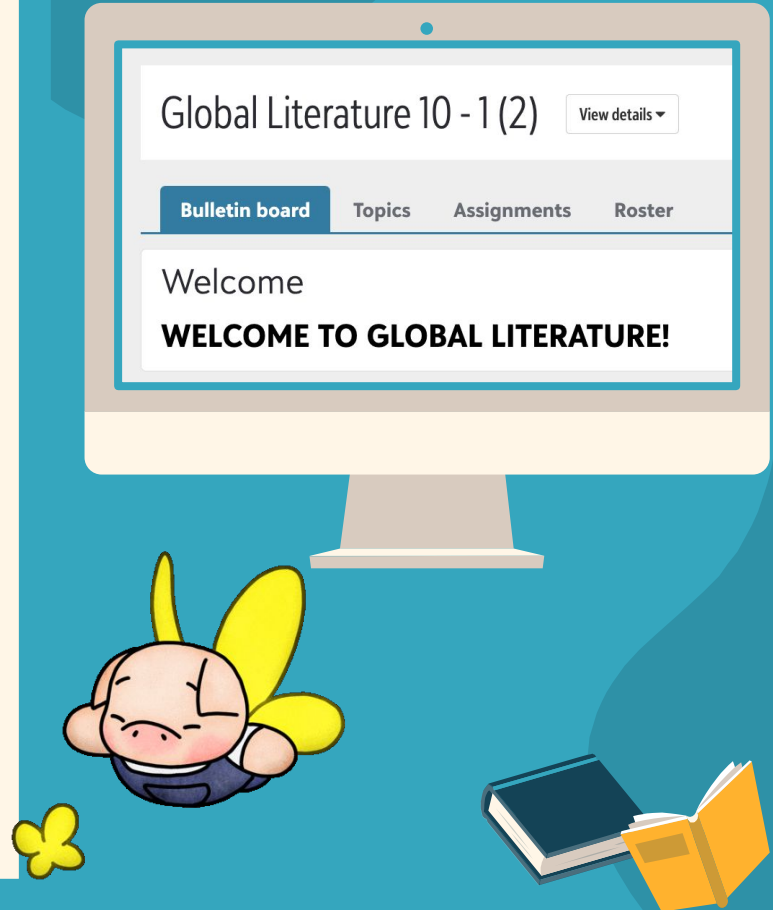 Global Literature 10 - 1 (2) View details
Bulletin board Topics Assignments Roster
Welcome
WELCOME TO GLOBAL LITERATURE!